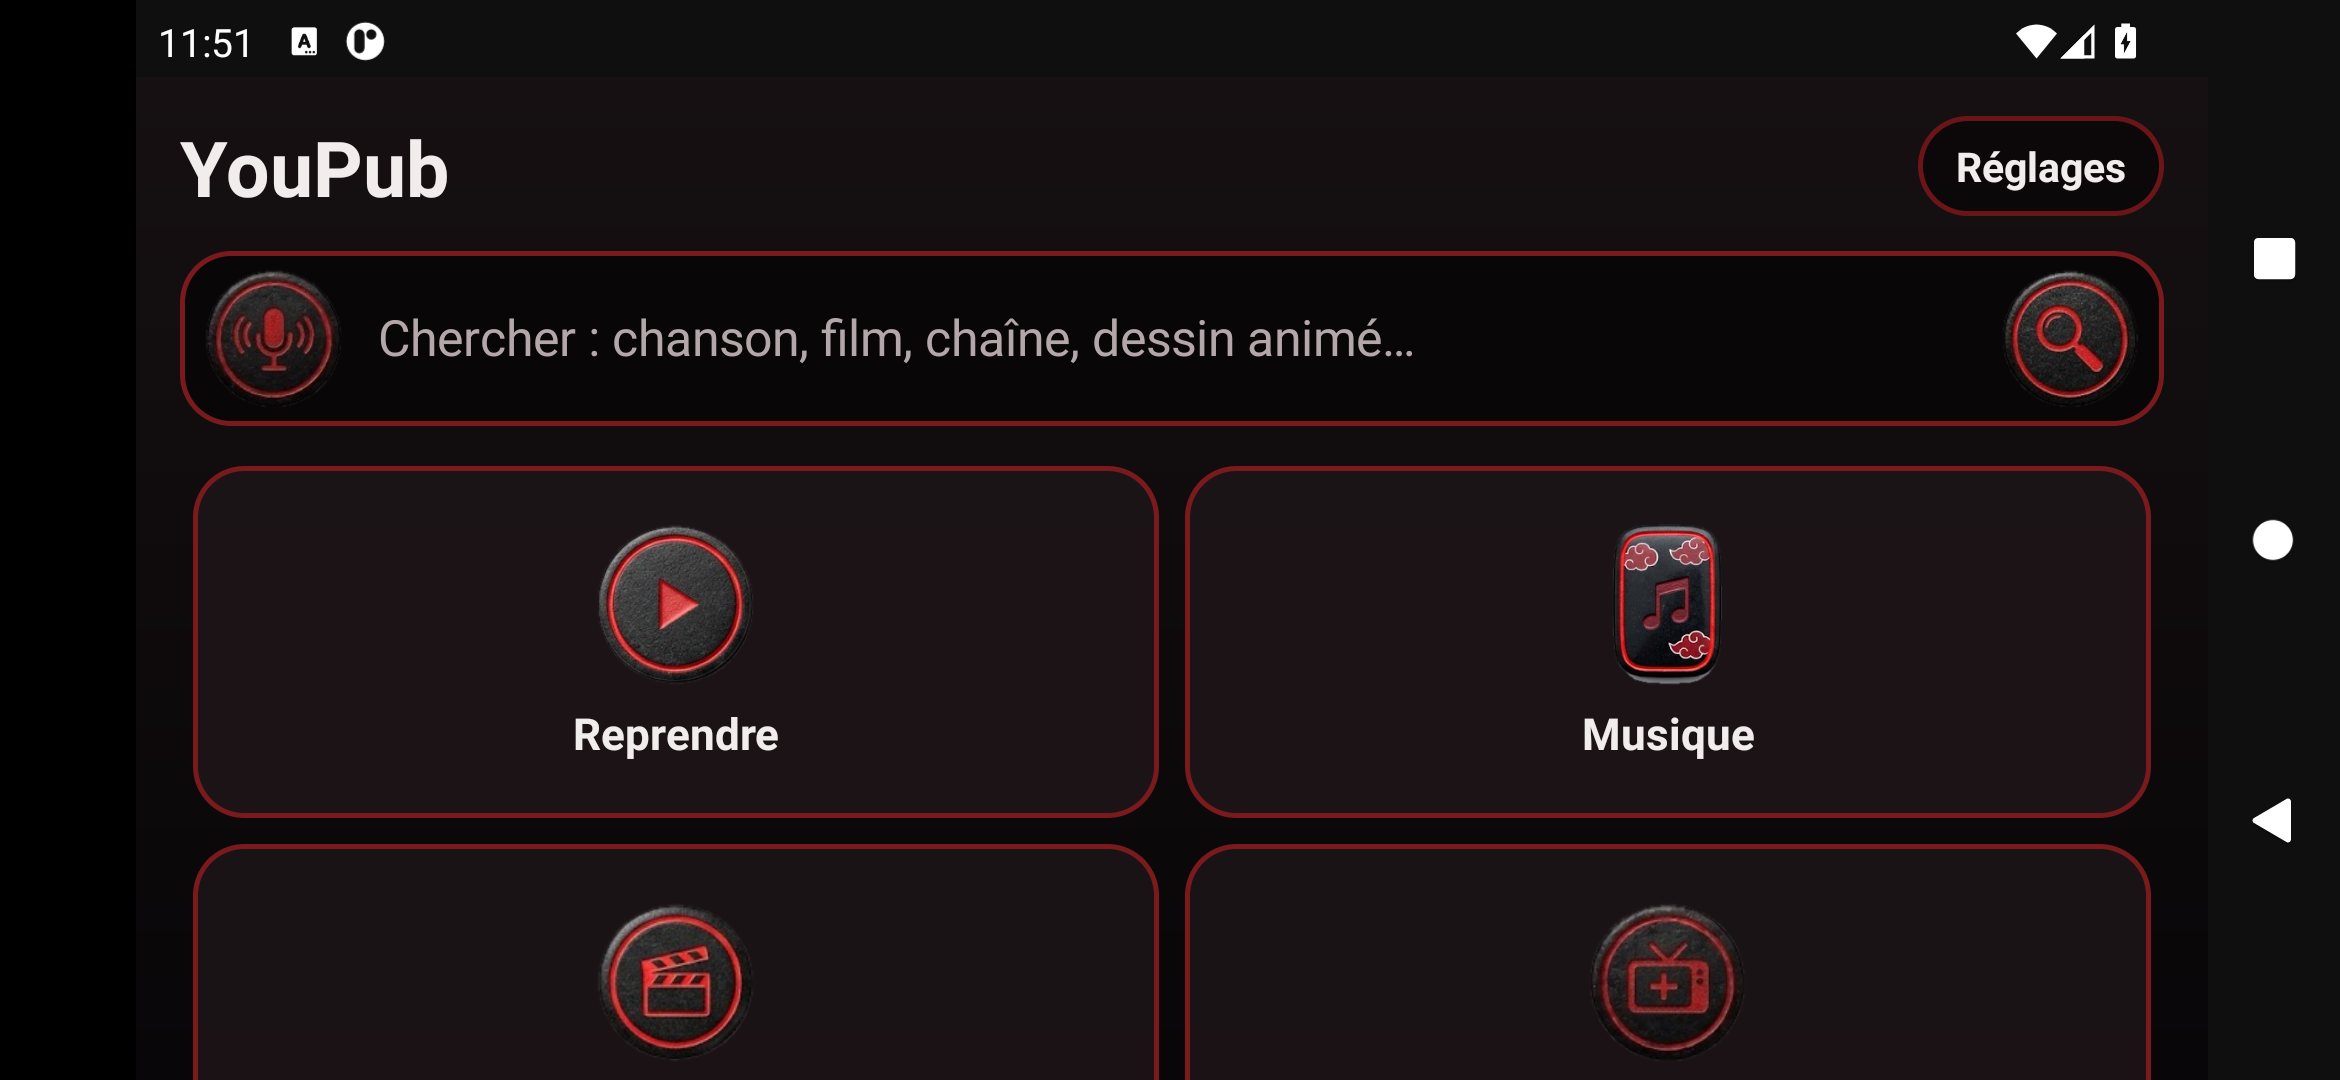 11:51
YouPub
Réglages
Chercher : chanson, film, chaîne, dessin animé…
Reprendre
Musique